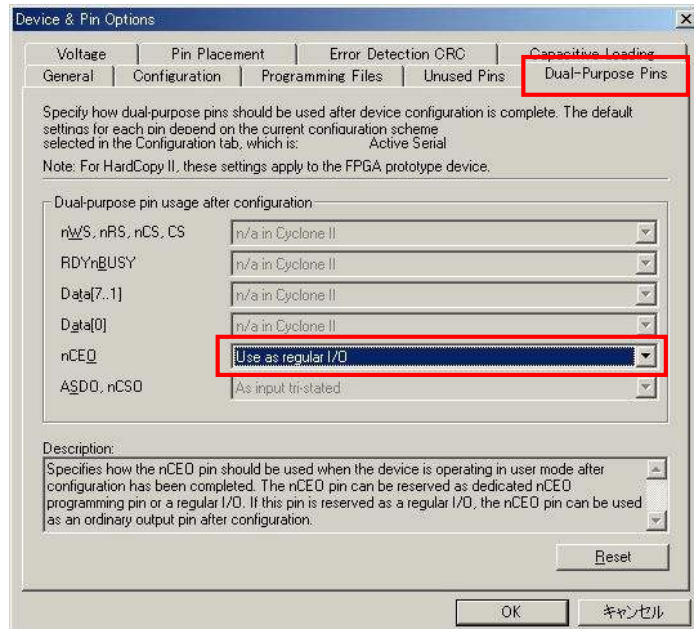 Device & Pin Options
Voltage Pin Placement Error Detection CRC Capacitive Loading
General Configuration Programming Files Unused Pins Dual-Purpose Pins
Specify how dual-purpose pins should be used after device configuration is complete. The default
settings for each pin depend on the current configuration scheme
selected in the Configuration tab, which is: Active Serial
Note: For HardCopy II, these settings apply to the FPGA prototype device.
Dual-purpose pin usage after configuration
nWS, nRS, nCS, CS n/a in Cyclone II
RDYnBUSY n/a in Cyclone II
Data[7..1] n/a in Cyclone II
Data[0] n/a in Cyclone II
nCEO Use as regular I/O
ASDO, nCSO As input tri-stated
Description:
Specifies how the nCEO pin should be used when the device is operating in user mode after
configuration has been completed. The nCEO pin can be reserved as dedicated nCEO
programming pin or a regular I/O. If this pin is reserved as a regular I/O, the nCEO pin can be used
as an ordinary output pin after configuration.
Reset
OK キャンセル